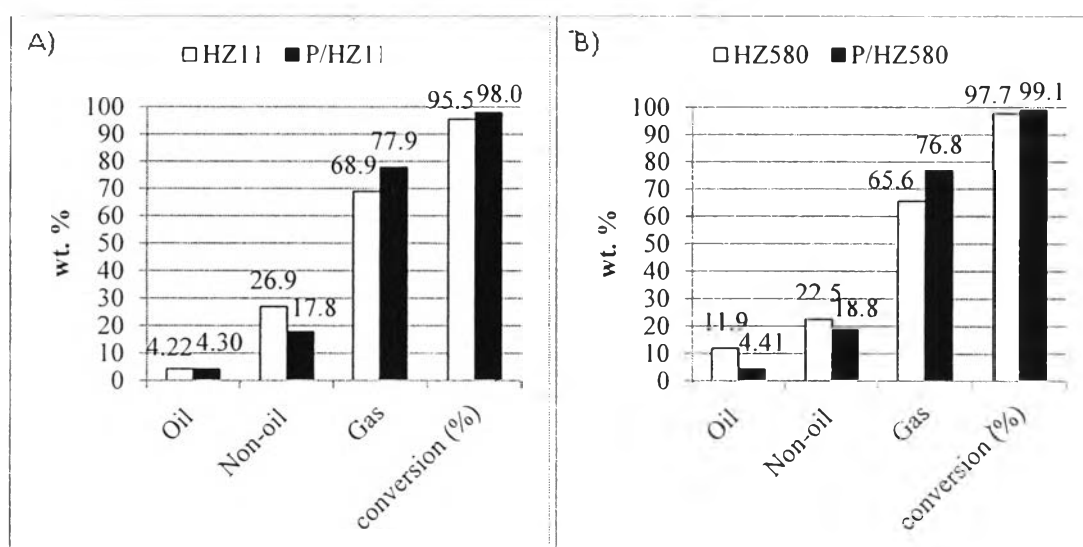 A)
HZ11 P/HZ11
wt. %
100
90
80
70
60
50
40
30
20
10
0
4.22 4.30
26.9 17.8
68.9 77.9
95.5 98.0
Oil
Non-oil
Gas
conversion (%)
B)
HZ580 P/HZ580
wt. %
100
90
80
70
60
50
40
30
20
10
0
11.9 4.41
22.5 18.8
65.6 76.8
97.7 99.1
Oil
Non-oil
Gas
conversion (%)